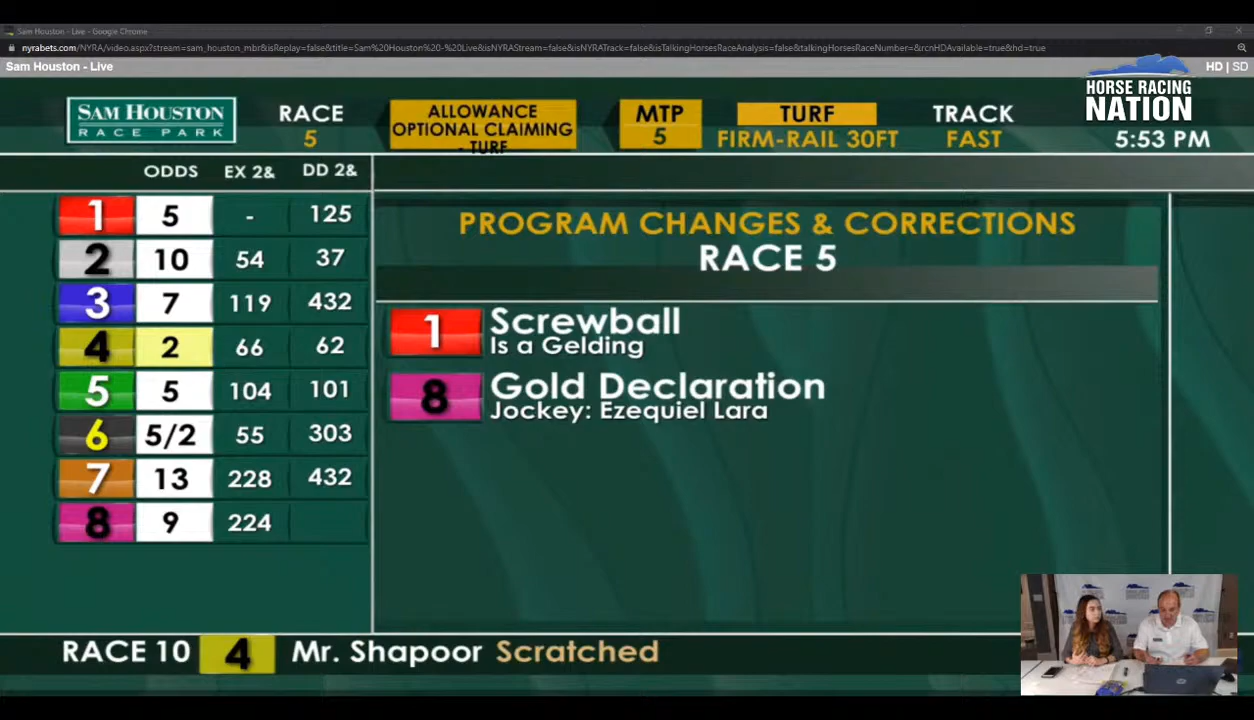 Sam Houston - Live - Google Chrome
nyrabets.com/NYRA/video.aspx?stream=sam_houston_mbr&isReplay=false&title=Sam%20Houston%20-%20Live&isNYRAStream=false&isNYRATrack=false&isTalkingHorsesRaceAnalysis=false&talkingHorsesRaceNumber=&rcnHDAvailable=true&hd=true
Sam Houston - Live
HD | SD
HORSE RACING
NATION
SAM HOUSTON
RACE PARK
RACE
5
ALLOWANCE
OPTIONAL CLAIMING
- TURF
MTP
5
TURF
FIRM-RAIL 30FT
TRACK
FAST
5:53 PM
ODDS EX 2& DD 2&
1 5 - 125
2 10 54 37
3 7 119 432
4 2 66 62
5 5 104 101
6 5/2 55 303
7 13 228 432
8 9 224
PROGRAM CHANGES & CORRECTIONS
RACE 5
1 Screwball
Is a Gelding
8 Gold Declaration
Jockey: Ezequiel Lara
RACE 10 4 Mr. Shapoor Scratched